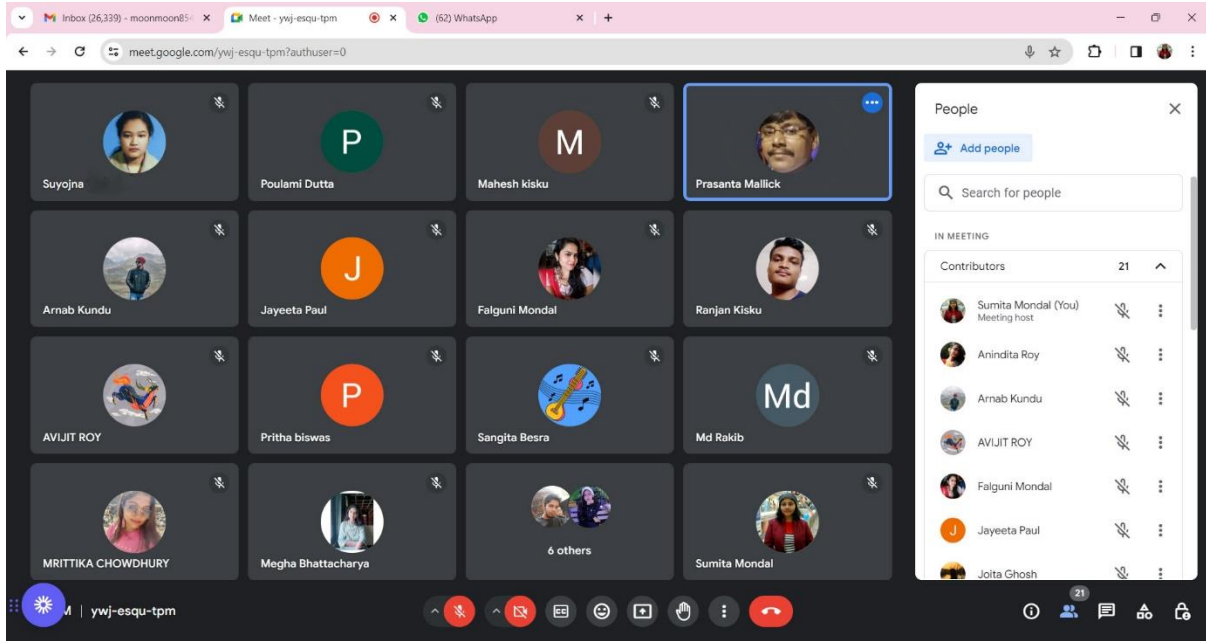 Inbox (26,339) - moonmoon85
Meet - ywj-esqu-tpm
(62) WhatsApp
meet.google.com/ywj-esqu-tpm?authuser=0
Suyojna
P
Poulami Dutta
M
Mahesh kisku
Prasanta Mallick
Arnab Kundu
J
Jayeeta Paul
Falguni Mondal
Ranjan Kisku
AVIJIT ROY
P
Pritha biswas
Sangita Besra
Md
Md Rakib
MRITTIKA CHOWDHURY
Megha Bhattacharya
6 others
Sumita Mondal
People
Add people
Search for people
IN MEETING
Contributors 21
Sumita Mondal (You)
Meeting host
Anindita Roy
Arnab Kundu
AVIJIT ROY
Falguni Mondal
J Jayeeta Paul
Joita Ghosh
M | ywj-esqu-tpm
CC
21